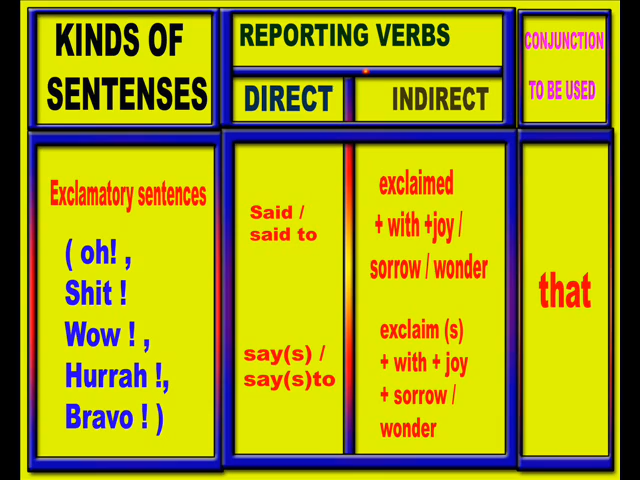 KINDS OF
SENTENSES
REPORTING VERBS
DIRECT
INDIRECT
CONJUNCTION
TO BE USED
Exclamatory sentences
( oh! ,
Shit !
Wow ! ,
Hurrah !,
Bravo ! )
Said /
said to
say(s) /
say(s)to
exclaimed
+ with +joy /
sorrow / wonder
exclaim (s)
+ with + joy
+ sorrow /
wonder
that